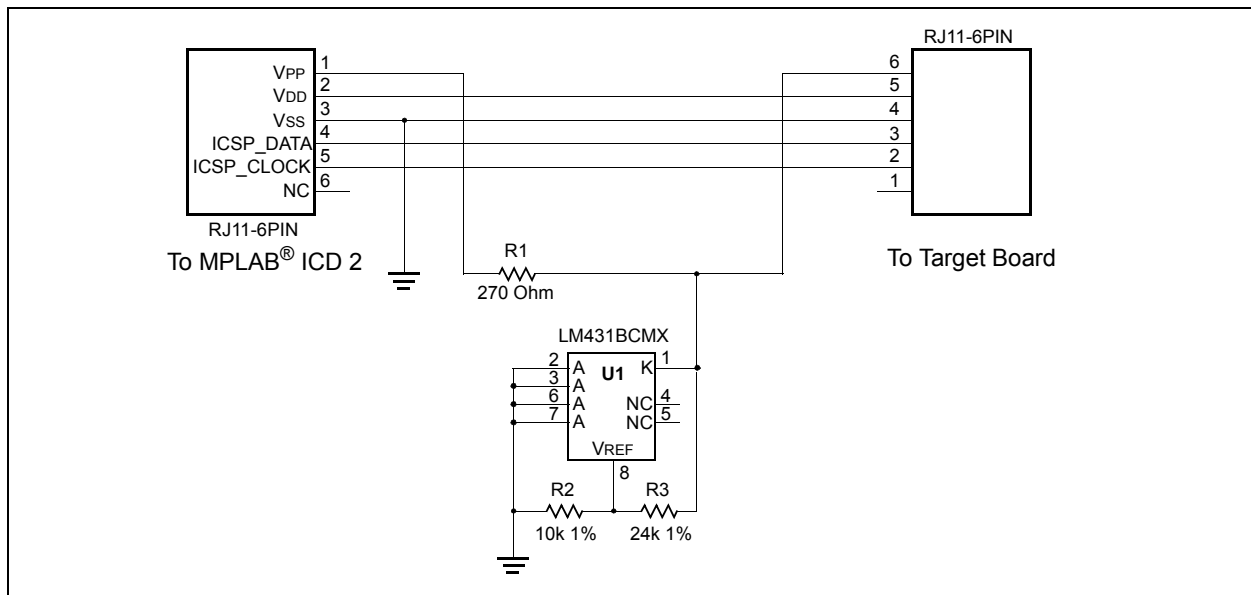 RJ11-6PIN
VPP 1
VDD 2
VSS 3
ICSP_DATA 4
ICSP_CLOCK 5
NC 6
RJ11-6PIN
To MPLAB® ICD 2
6
5
4
3
2
1
To Target Board
R1
270 Ohm
LM431BCMX
U1
2 A
3 A
6 A
7 A
K 1
NC 4
NC 5
VREF
8
R2
10k 1%
R3
24k 1%